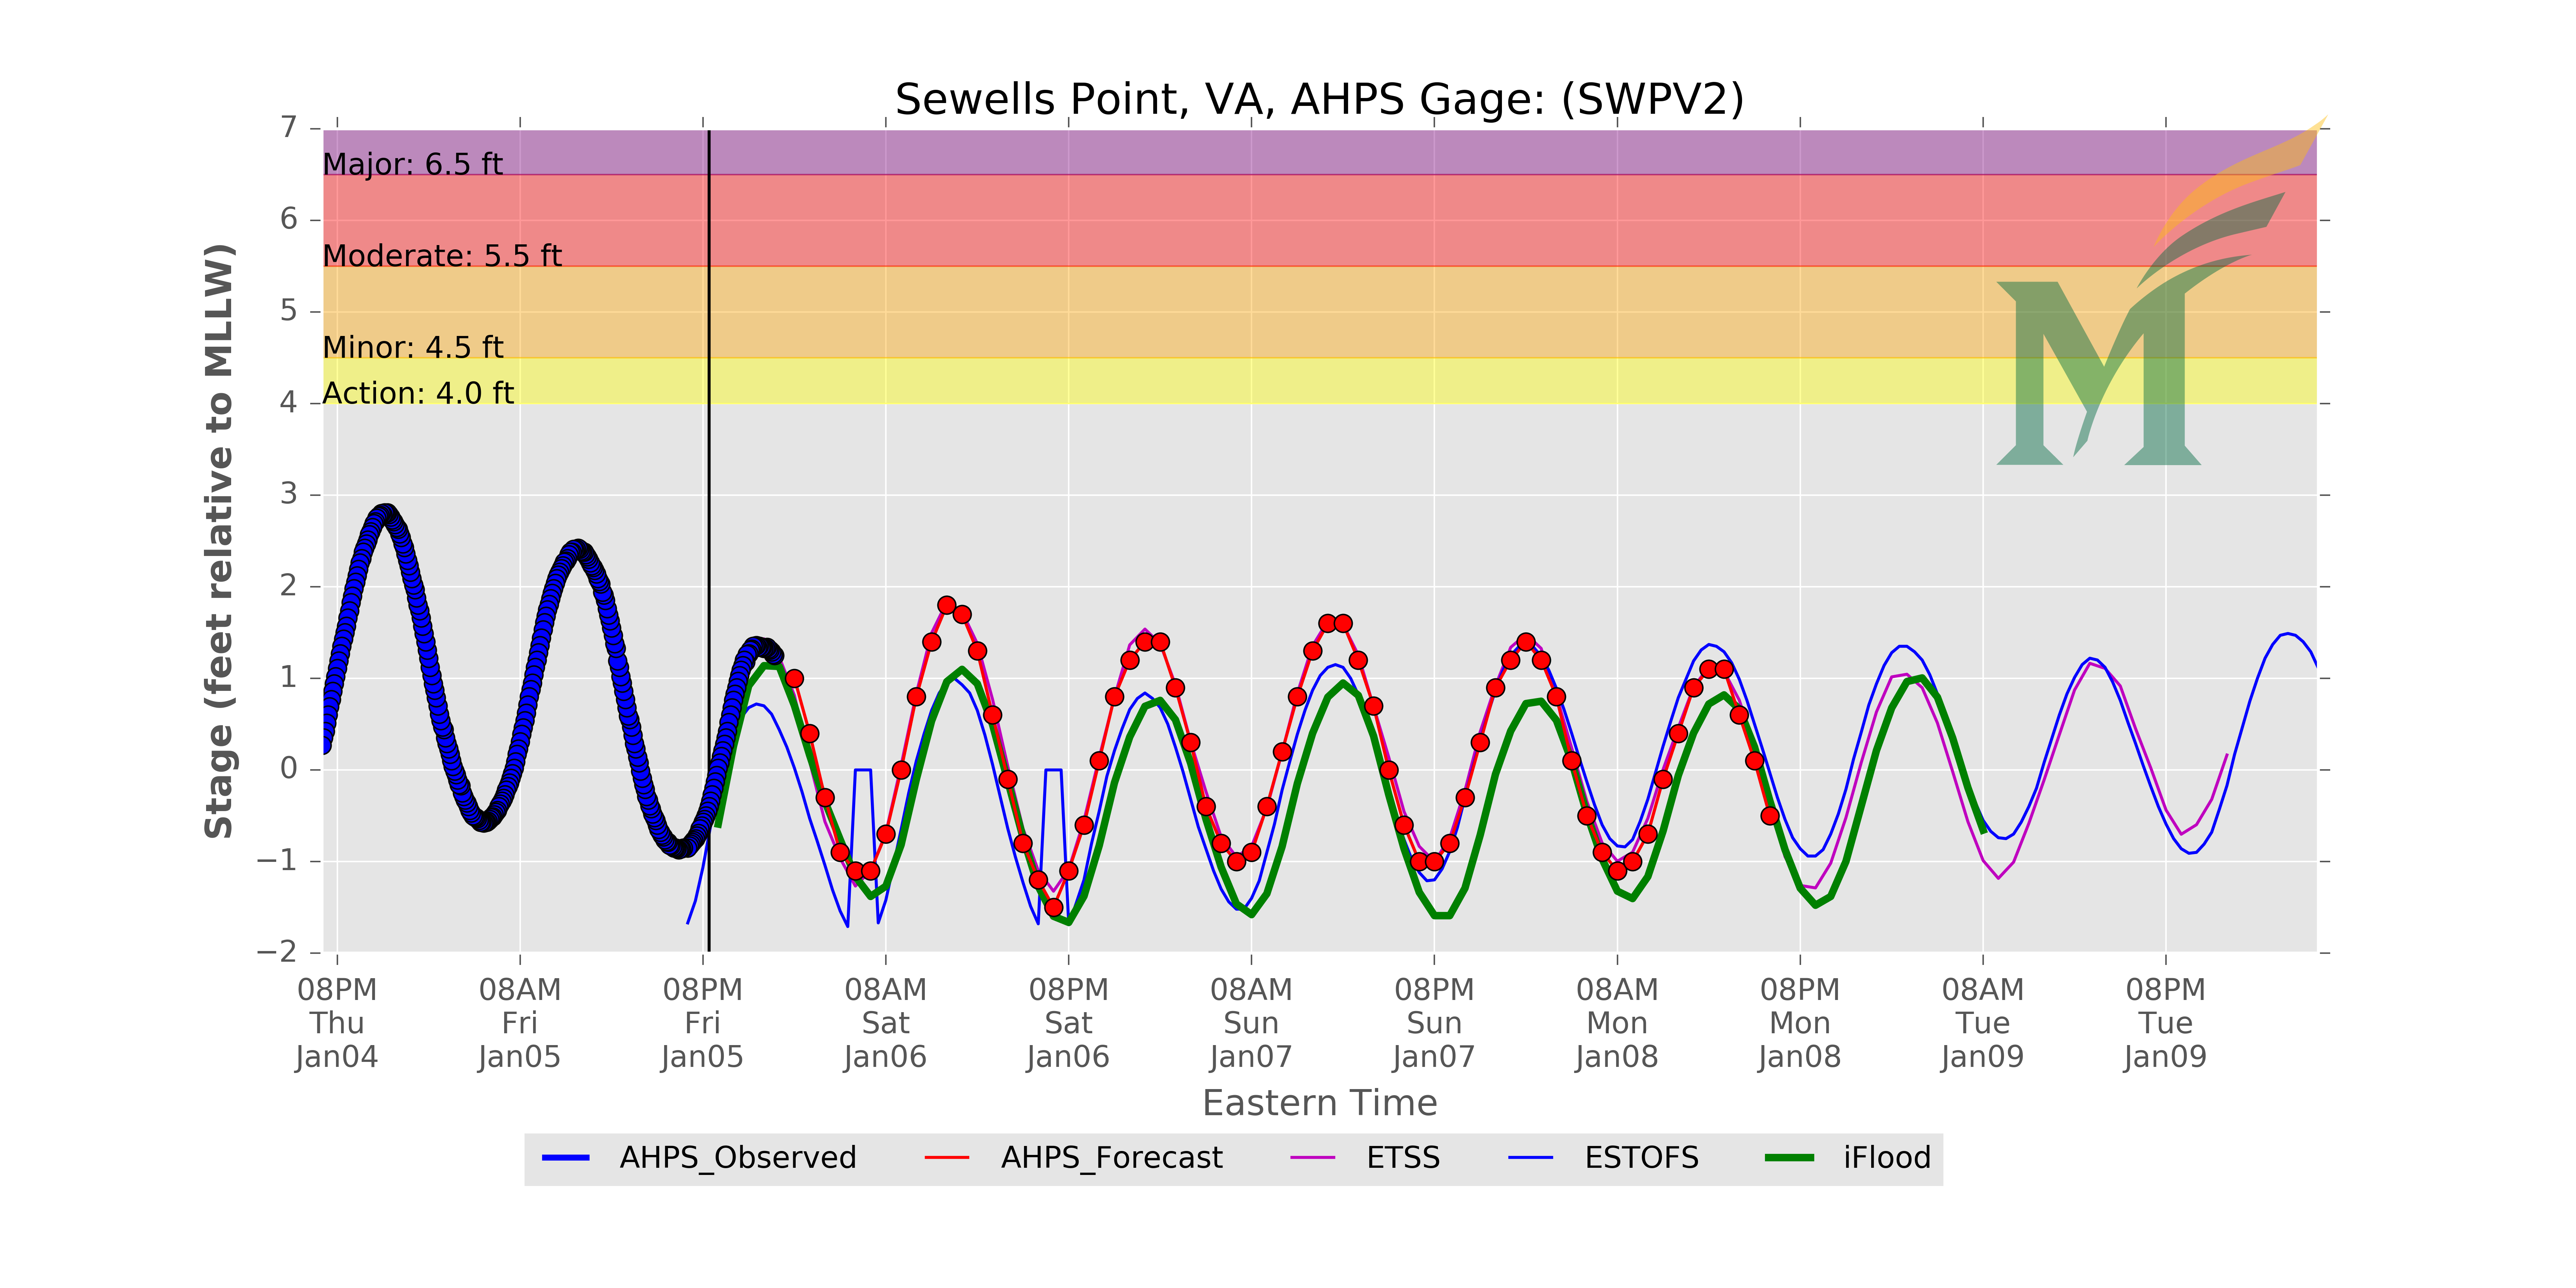 Sewells Point, VA, AHPS Gage: (SWPV2)
Stage (feet relative to MLLW)
7
6
5
4
3
2
1
0
−1
−2
Major: 6.5 ft
Moderate: 5.5 ft
Minor: 4.5 ft
Action: 4.0 ft
M
08PM 08AM 08PM 08AM 08PM 08AM 08PM 08AM 08PM 08AM 08PM
Thu Fri Fri Sat Sat Sun Sun Mon Mon Tue Tue
Jan04 Jan05 Jan05 Jan06 Jan06 Jan07 Jan07 Jan08 Jan08 Jan09 Jan09
Eastern Time
AHPS_Observed AHPS_Forecast ETSS ESTOFS iFlood